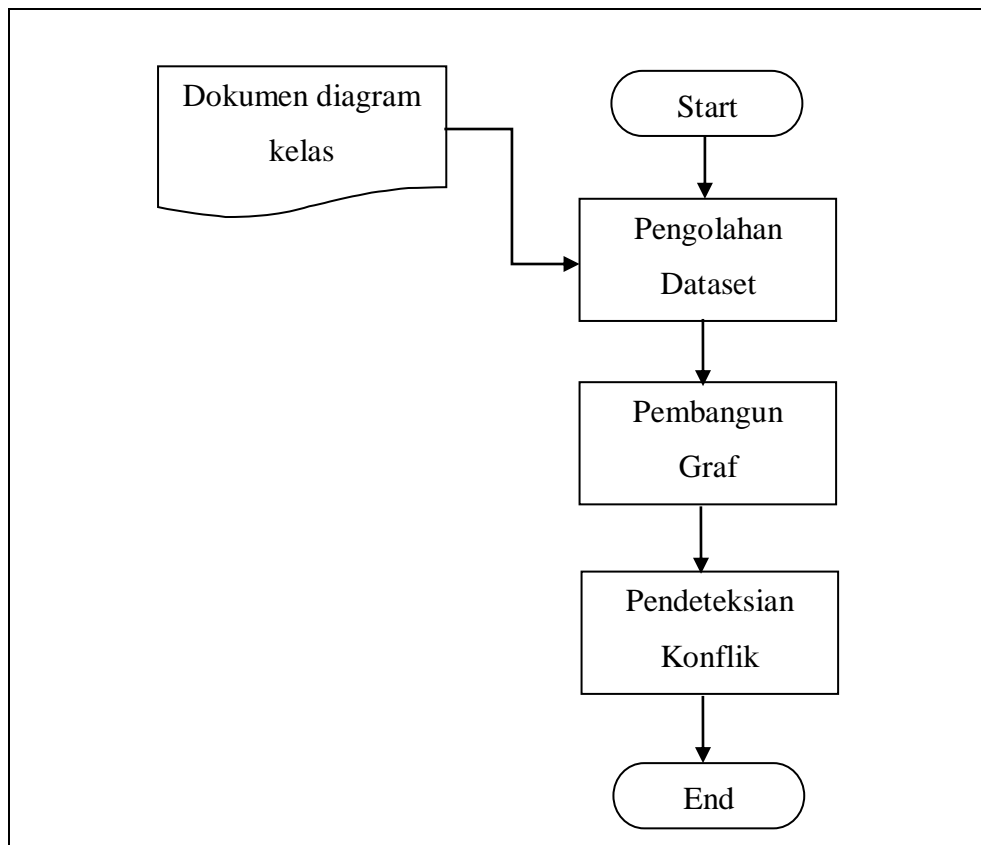 Dokumen diagram
kelas
Start
Pengolahan
Dataset
Pembangun
Graf
Pendeteksian
Konflik
End